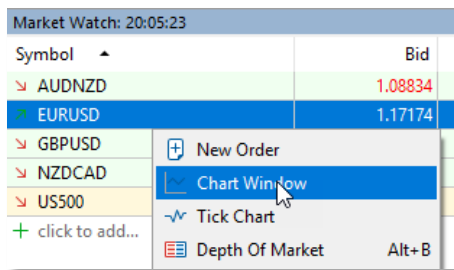 Market Watch: 20:05:23
Symbol Bid
AUDNZD 1.08834
EURUSD 1.17174
GBPUSD
NZDCAD
US500
click to add...
New Order
Chart Window
Tick Chart
Depth Of Market Alt+B